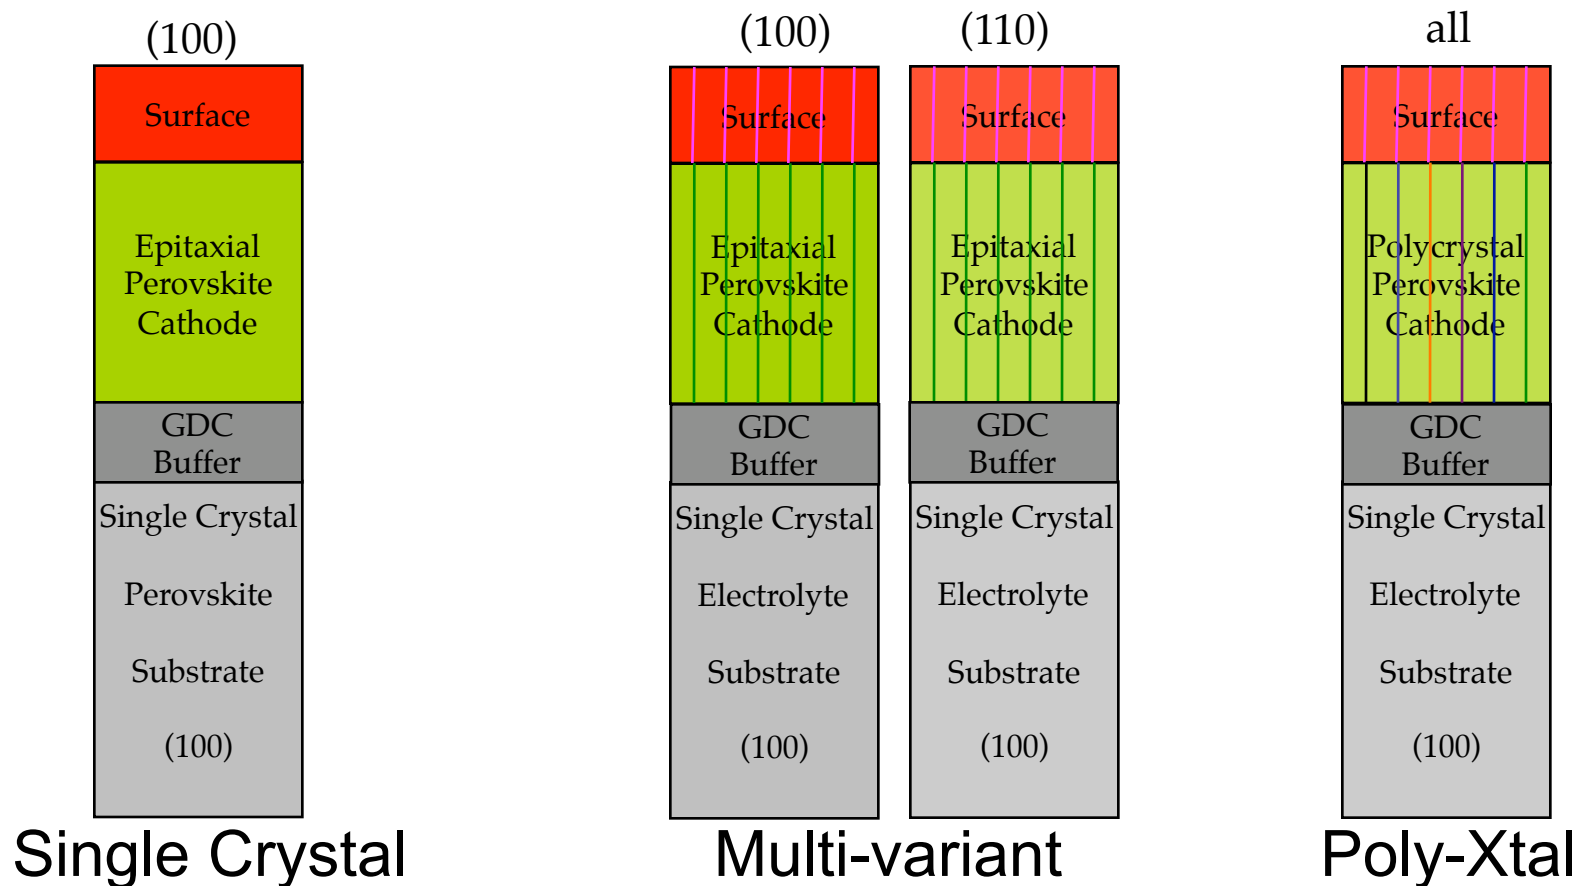 (100)
Surface
Epitaxial
Perovskite
Cathode
GDC
Buffer
Single Crystal
Perovskite
Substrate
(100)
Single Crystal
(100)
Surface
Epitaxial
Perovskite
Cathode
GDC
Buffer
Single Crystal
Electrolyte
Substrate
(100)
(110)
Surface
Epitaxial
Perovskite
Cathode
GDC
Buffer
Single Crystal
Electrolyte
Substrate
(100)
Multi-variant
all
Surface
Polycrystal
Perovskite
Cathode
GDC
Buffer
Single Crystal
Electrolyte
Substrate
(100)
Poly-Xtal